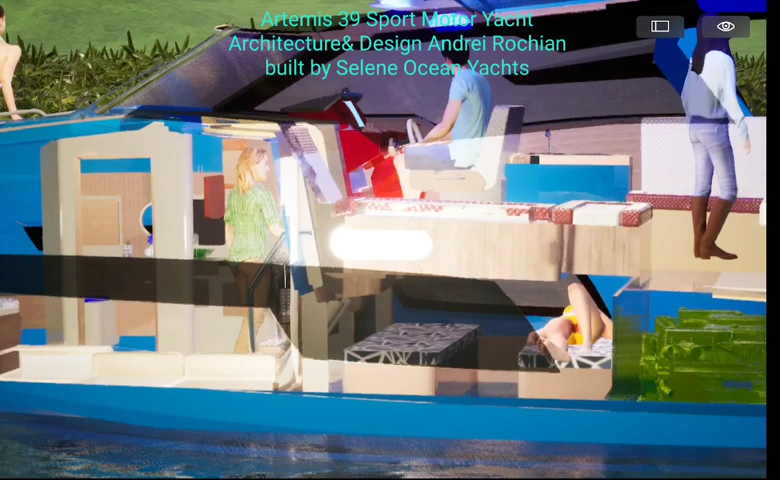 Artemis 39 Sport Motor Yacht
Architecture& Design Andrei Rochian
built by Selene Ocean Yachts